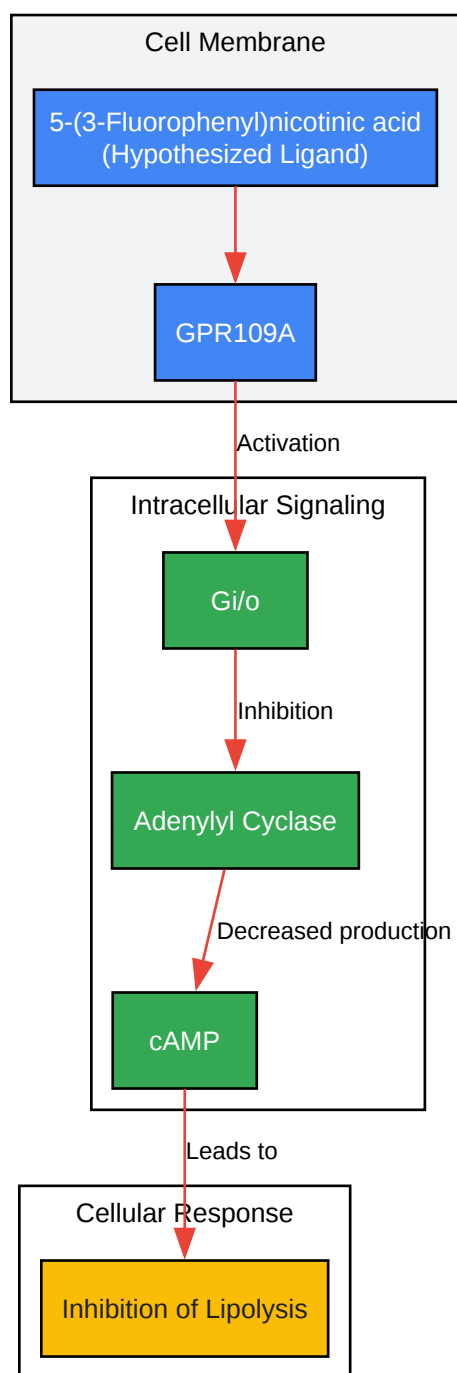 Cell Membrane
5-(3-Fluorophenyl)nicotinic acid
(Hypothesized Ligand)
GPR109A
Activation
Intracellular Signaling
Gi/o
Inhibition
Adenylyl Cyclase
Decreased production
cAMP
Leads to
Cellular Response
Inhibition of Lipolysis